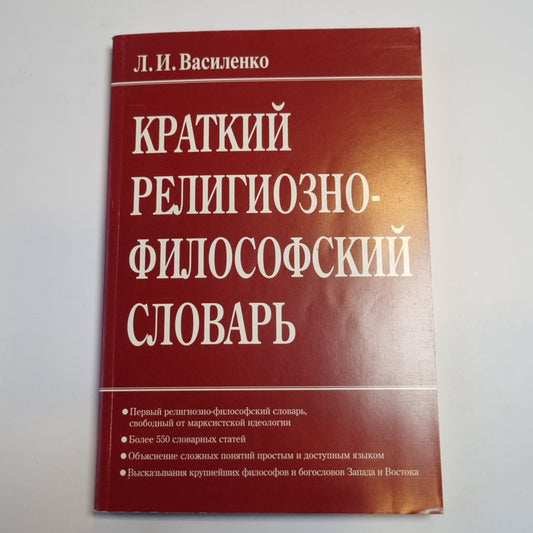 Л. И. Василенко
КРАТКИЙ
РЕЛИГИОЗНО-
ФИЛОСОФСКИЙ
СЛОВАРЬ
● Первый религиозно-философский словарь,
свободный от марксистской идеологии
● Более 550 словарных статей
● Объяснение сложных понятий простым и доступным языком
● Высказывания крупнейших философов и богословов Запада и Востока